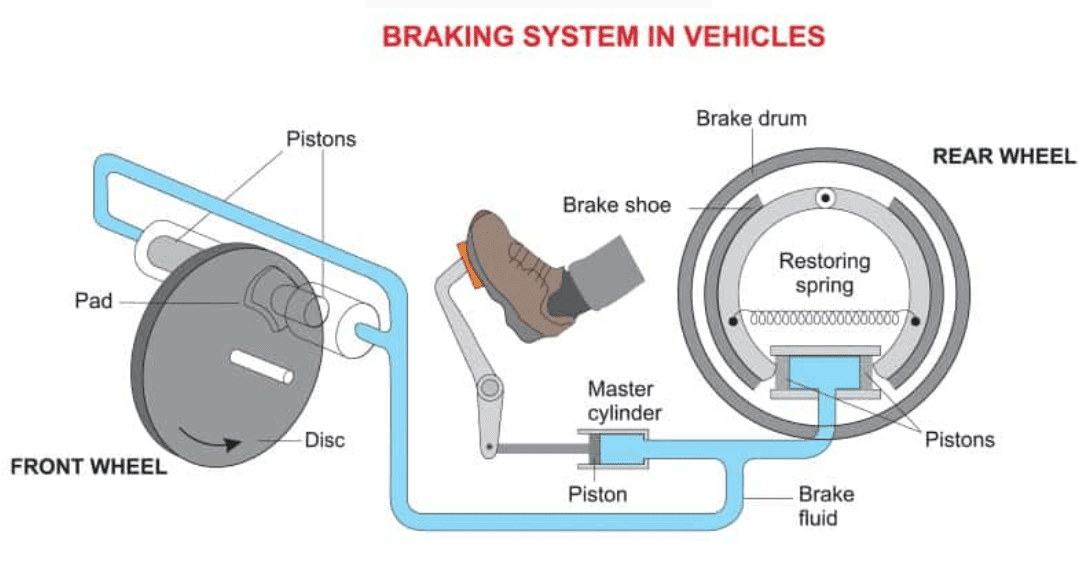 BRAKING SYSTEM IN VEHICLES
Brake drum
Pistons
REAR WHEEL
Brake shoe
Restoring
spring
Pad
Master
cylinder
Disc
Pistons
FRONT WHEEL
Piston
Brake
fluid